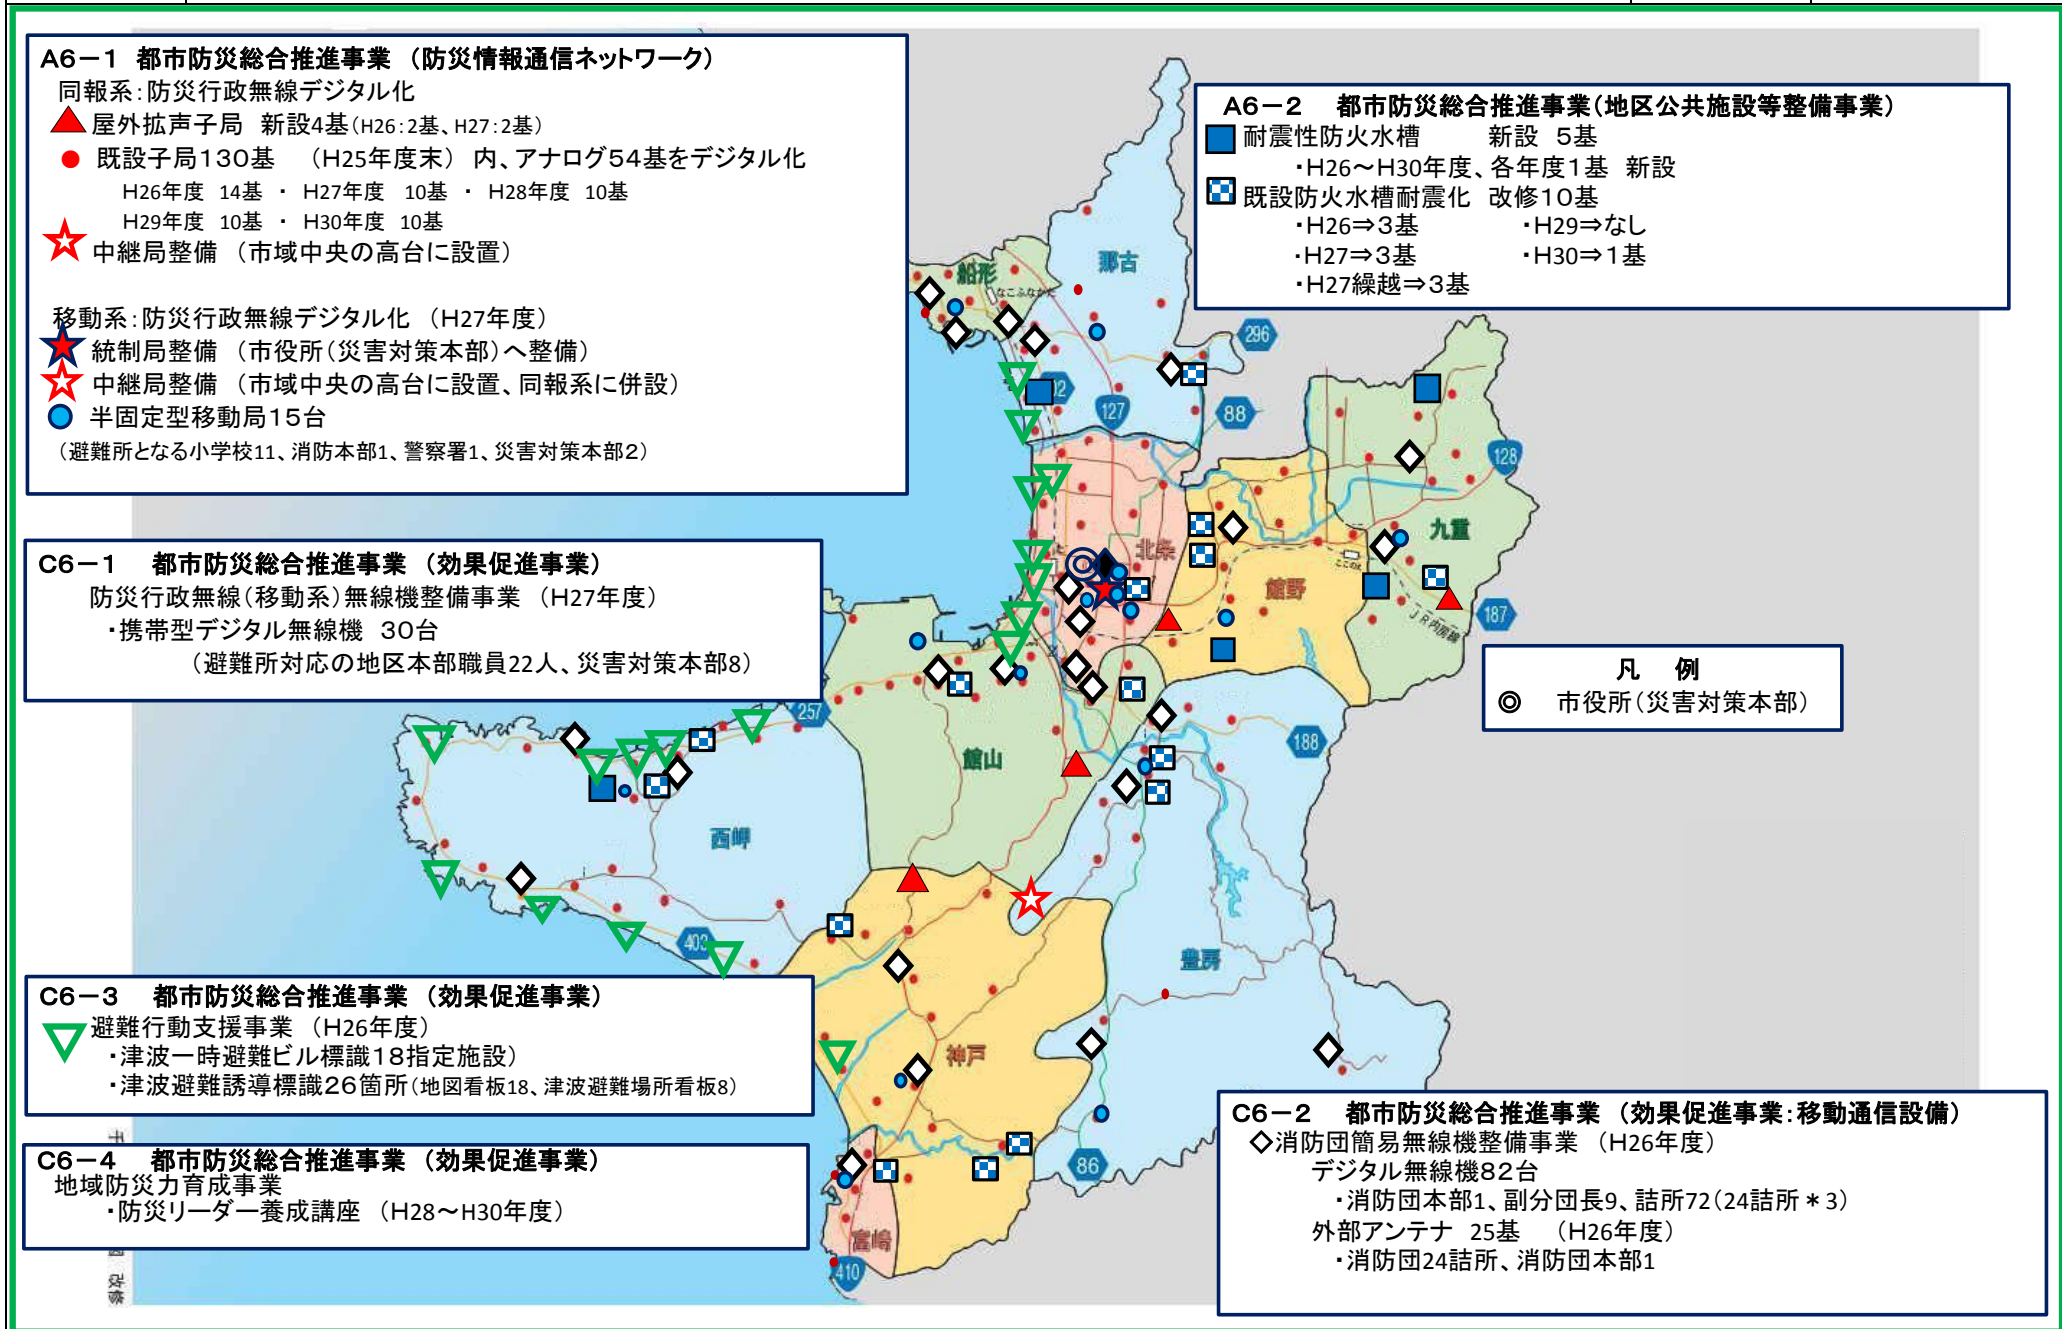 A6-1 都市防災総合推進事業 (防災情報通信ネットワーク)
同報系:防災行政無線デジタル化
屋外拡声子局 新設4基(H26:2基、H27:2基)
既設子局130基 (H25年度末) 内、アナログ54基をデジタル化
H26年度 14基 ・ H27年度 10基 ・ H28年度 10基
H29年度 10基 ・ H30年度 10基
中継局整備 (市域中央の高台に設置)
移動系:防災行政無線デジタル化 (H27年度)
統制局整備 (市役所(災害対策本部)へ整備)
中継局整備 (市域中央の高台に設置、同報系に併設)
半固定型移動局15台
(避難所となる小学校11、消防本部1、警察署1、災害対策本部2)
A6-2 都市防災総合推進事業(地区公共施設等整備事業)
耐震性防火水槽 新設 5基
・H26~H30年度、各年度1基 新設
既設防火水槽耐震化 改修10基
・H26⇒3基 ・H29⇒なし
・H27⇒3基 ・H30⇒1基
・H27繰越⇒3基
C6-1 都市防災総合推進事業 (効果促進事業)
防災行政無線(移動系)無線機整備事業 (H27年度)
・携帯型デジタル無線機 30台
(避難所対応の地区本部職員22人、災害対策本部8)
凡 例
◎ 市役所(災害対策本部)
C6-3 都市防災総合推進事業 (効果促進事業)
避難行動支援事業 (H26年度)
・津波一時避難ビル標識18指定施設)
・津波避難誘導標識26箇所(地図看板18、津波避難場所看板8)
C6-4 都市防災総合推進事業 (効果促進事業)
地域防災力育成事業
・防災リーダー養成講座 (H28~H30年度)
C6-2 都市防災総合推進事業 (効果促進事業:移動通信設備)
◇消防団簡易無線機整備事業 (H26年度)
デジタル無線機82台
・消防団本部1、副分団長9、詰所72(24詰所*3)
外部アンテナ 25基 (H26年度)
・消防団24詰所、消防団本部1
船形
なこふなかた
那古
296
127
88
128
北条
館野
九重
ここのえ
187
JR内房線
257
館山
188
西岬
403
豊房
神戸
86
富崎
410
改修